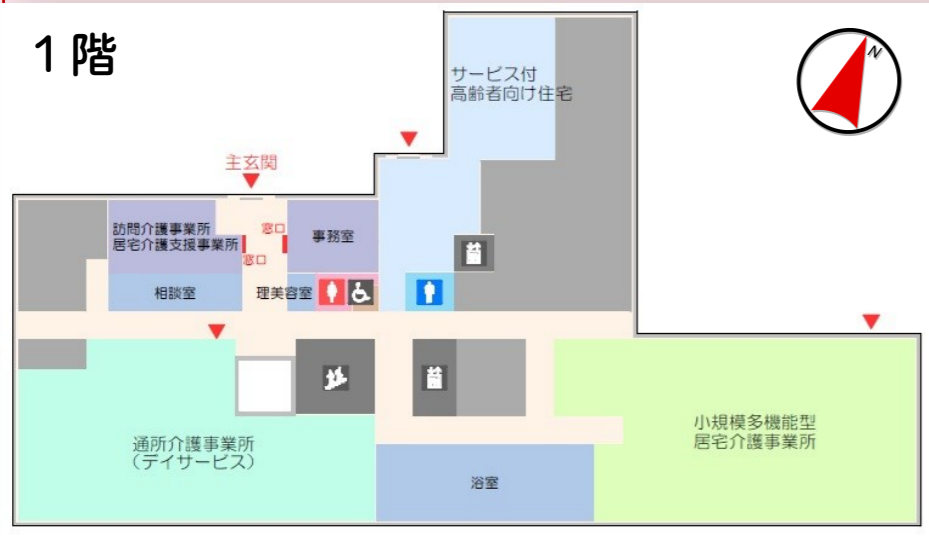 1階
N
サービス付
高齢者向け住宅
主玄関
訪問介護事業所
居宅介護支援事業所
窓口
窓口
事務室
相談室
理美容室
通所介護事業所
（デイサービス）
小規模多機能型
居宅介護事業所
浴室